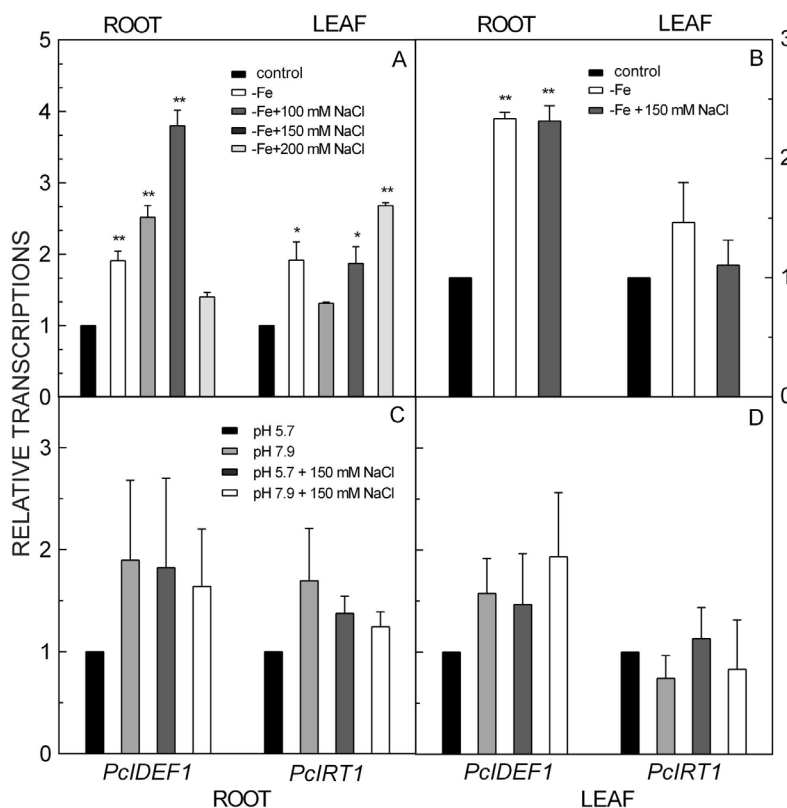 ROOT LEAF ROOT LEAF
RELATIVE TRANSCRIPTIONS
5
4
3
2
1
0
A
control
-Fe
-Fe+100 mM NaCl
-Fe+150 mM NaCl
-Fe+200 mM NaCl
** ** ** * * **
B
control
-Fe
-Fe +150 mM NaCl
** **
3
2
1
0
C
pH 5.7
pH 7.9
pH 5.7 + 150 mM NaCl
pH 7.9 + 150 mM NaCl
3
2
1
0
D
PcIDEF1 PcIRT1 PcIDEF1 PcIRT1
ROOT LEAF